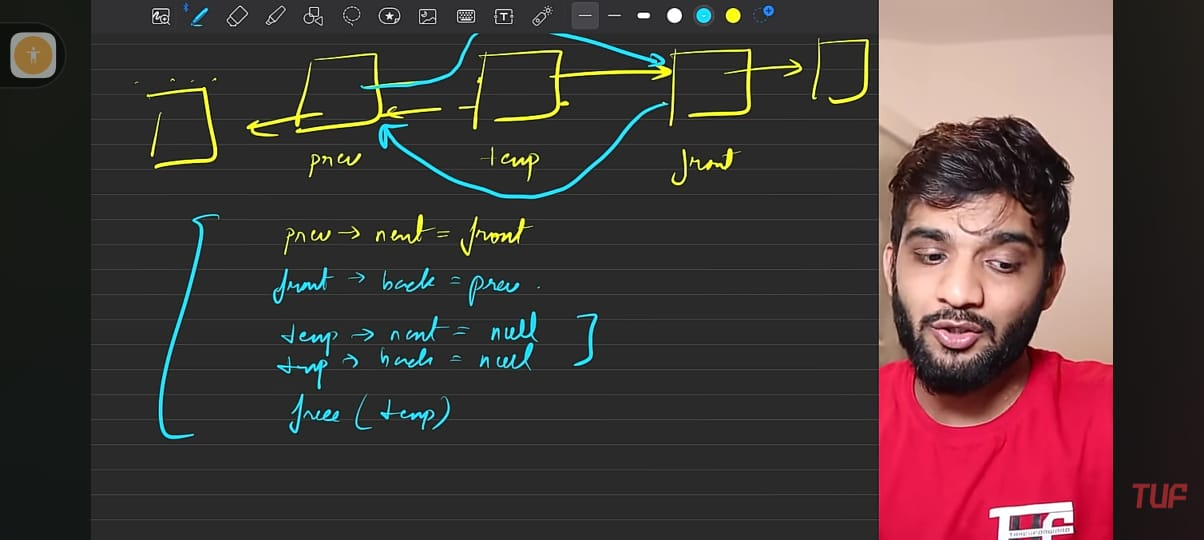 prev temp front
prev → next = front
front → back = prev.
temp → next = null
temp → back = null
free (temp)
TUF